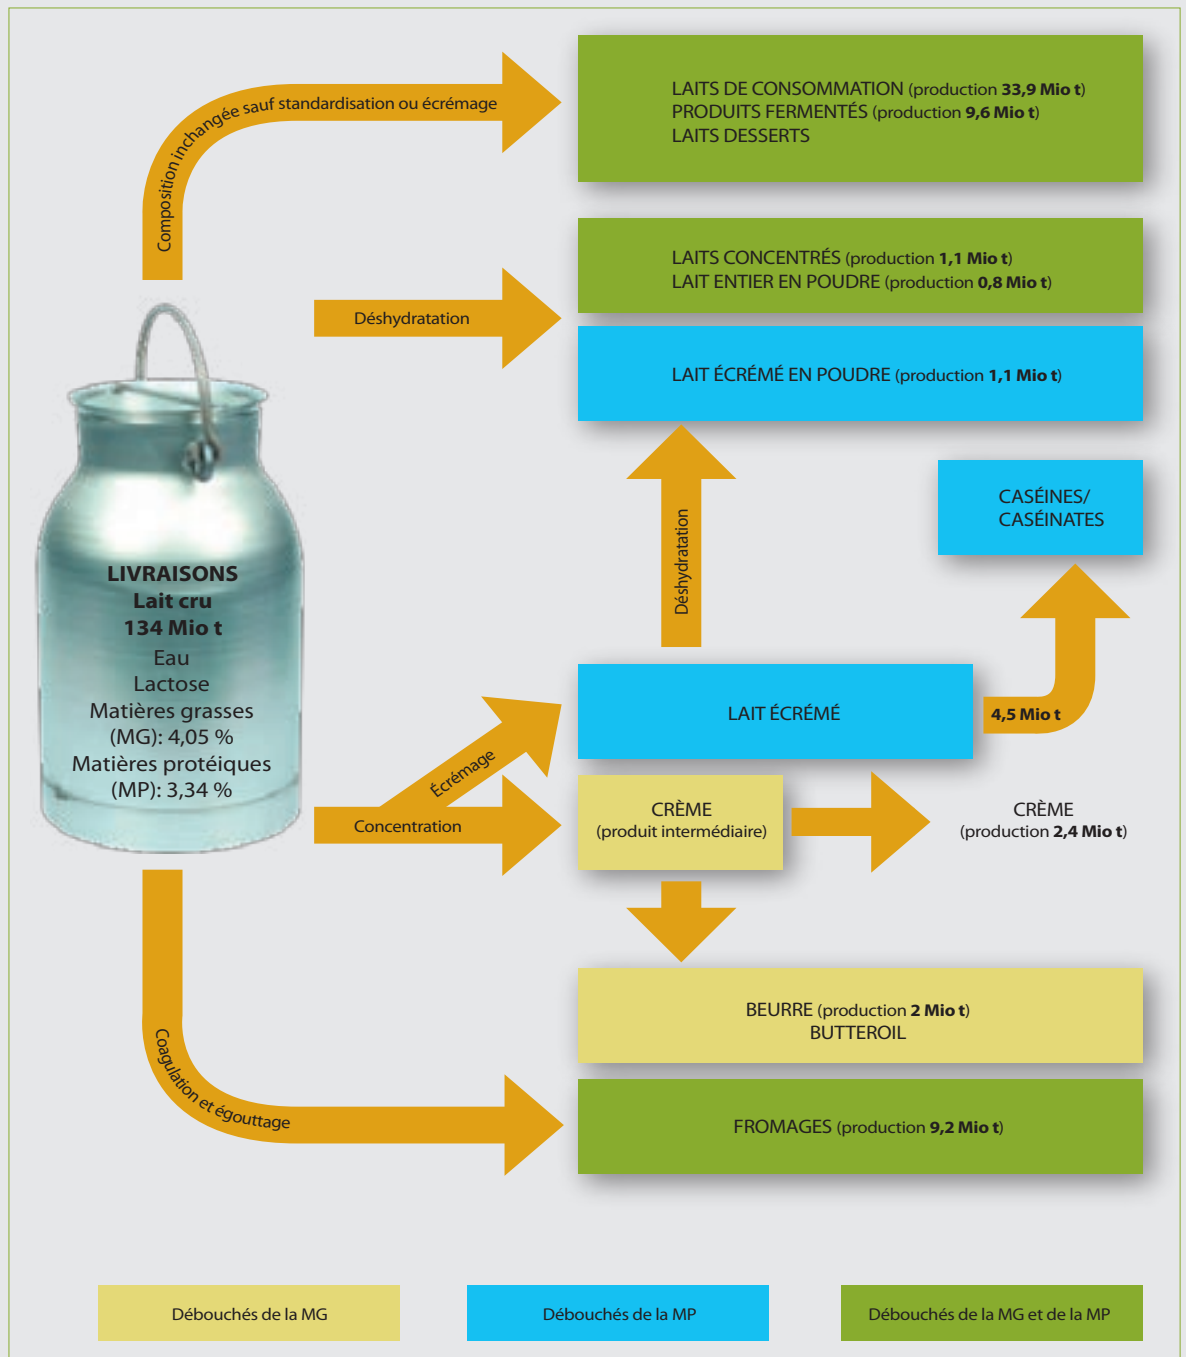 Composition inchangée sauf standardisation ou écrémage
LAITS DE CONSOMMATION (production 33,9 Mio t)
PRODUITS FERMENTÉS (production 9,6 Mio t)
LAITS DESSERTS
Déshydratation
LAITS CONCENTRÉS (production 1,1 Mio t)
LAIT ENTIER EN POUDRE (production 0,8 Mio t)
LAIT ÉCRÉMÉ EN POUDRE (production 1,1 Mio t)
Déshydratation
CASÉINES/
CASÉINATES
LIVRAISONS
Lait cru
134 Mio t
Eau
Lactose
Matières grasses
(MG): 4,05 %
Matières protéiques
(MP): 3,34 %
LAIT ÉCRÉMÉ
4,5 Mio t
Écrémage
Concentration
CRÈME
(produit intermédiaire)
CRÈME
(production 2,4 Mio t)
BEURRE (production 2 Mio t)
BUTTEROIL
Coagulation et égouttage
FROMAGES (production 9,2 Mio t)
Débouchés de la MG
Débouchés de la MP
Débouchés de la MG et de la MP